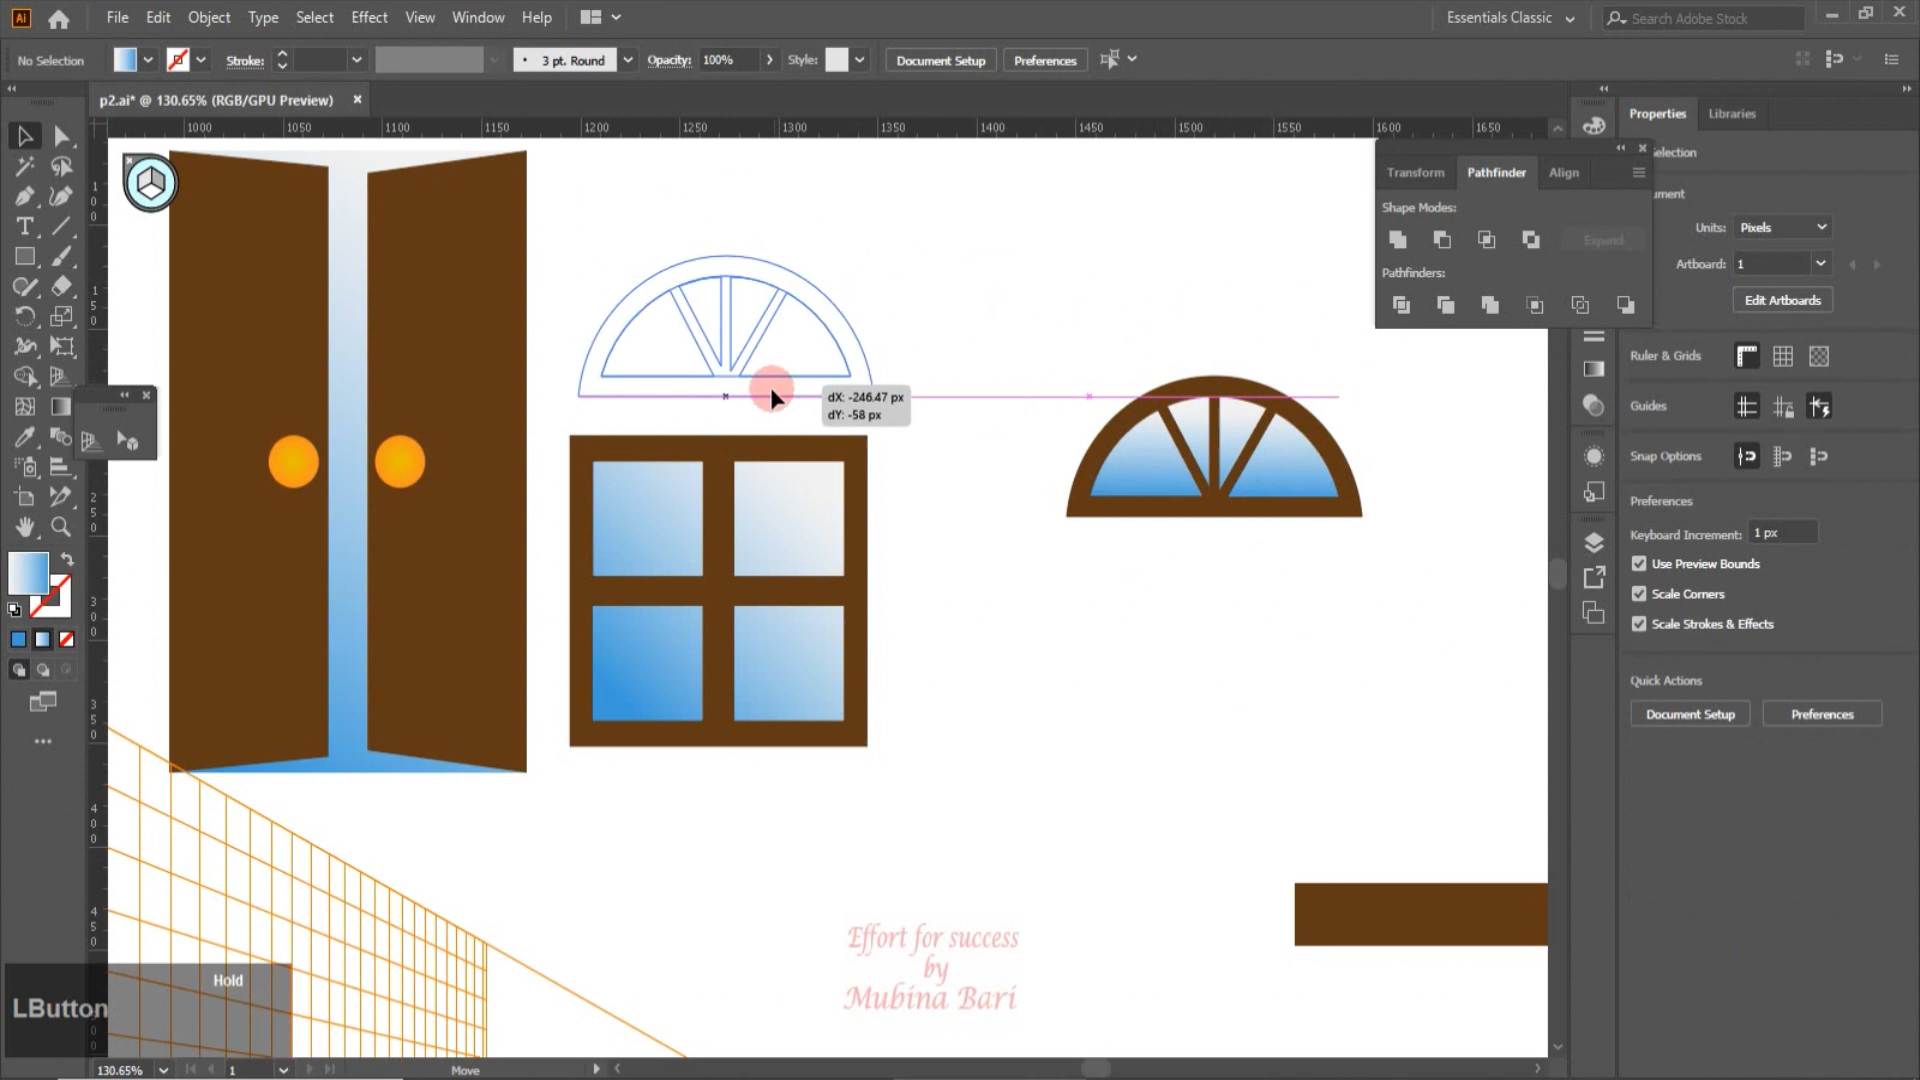 Ai File Edit Object Type Select Effect View Window Help Essentials Classic Search Adobe Stock
No Selection Stroke: 3 pt. Round Opacity: 100% Style: Document Setup Preferences
p2.ai* @ 130.65% (RGB/GPU Preview)
1000 1050 1100 1150 1200 1250 1300 1350 1400 1450 1500 1550 1600 1650
Properties Libraries
Transform Pathfinder Align
Shape Modes:
Expand
Pathfinders:
Units: Pixels
Artboard: 1
Edit Artboards
Ruler & Grids
Guides
Snap Options
Preferences
Keyboard Increment: 1 px
Use Preview Bounds
Scale Corners
Scale Strokes & Effects
Quick Actions
Document Setup Preferences
dX: -246.47 px
dY: -58 px
Effort for success
by
Mubina Bari
Hold
LButton
130.65% 1 Move